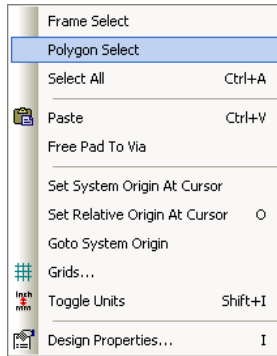 Frame Select
Polygon Select
Select All Ctrl+A
Paste Ctrl+V
Free Pad To Via
Set System Origin At Cursor
Set Relative Origin At Cursor O
Goto System Origin
Grids...
Inch
mm
Toggle Units Shift+I
Design Properties... I